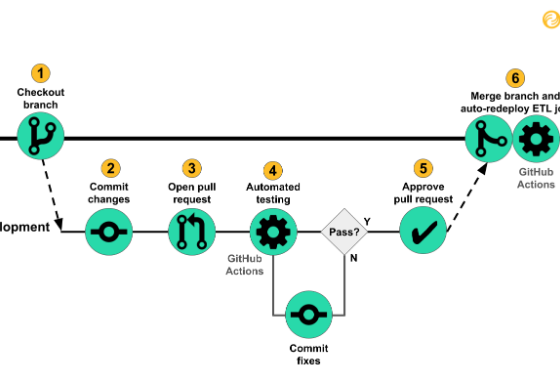 1
Checkout
branch
6
Merge branch and
auto-redeploy ETL
GitHub
Actions
2
Commit
changes
3
Open pull
request
4
Automated
testing
GitHub
Actions
Pass?
Y
N
5
Approve
pull request
Commit
fixes